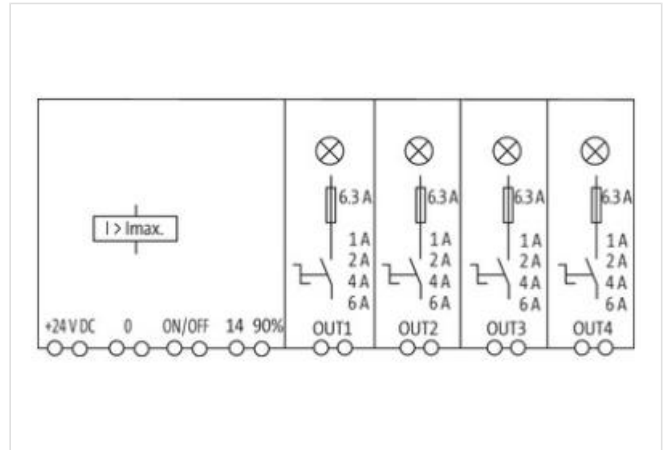 6.3 A 6.3 A 6.3 A 6.3 A
I > Imax.
1 A 1 A 1 A 1 A
2 A 2 A 2 A 2 A
4 A 4 A 4 A 4 A
6 A 6 A 6 A 6 A
+24 V DC 0 ON/OFF 14 90% OUT1 OUT2 OUT3 OUT4